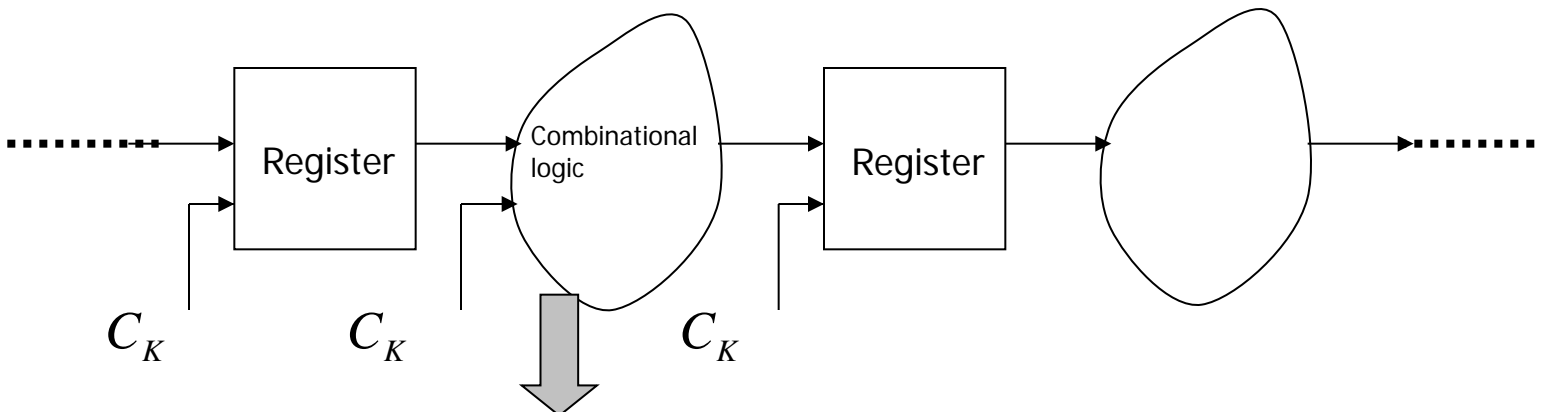 Register
Combinational
logic
Register
C_K
C_K
C_K